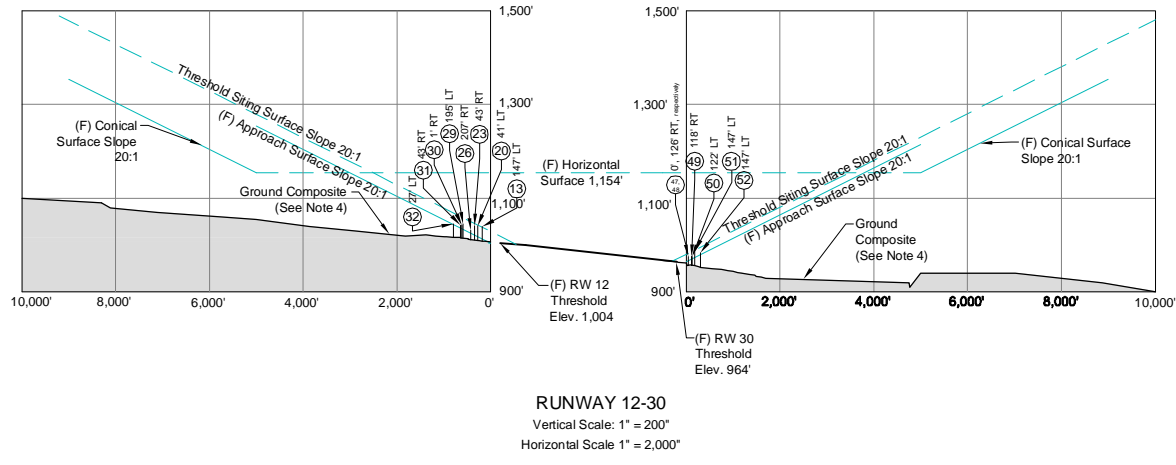 1,500'
1,500'
Threshold Siting Surface Slope 20:1
(F) Approach Surface Slope 20:1
(F) Conical
Surface Slope
20:1
1,300'
1,300'
195' LT
207' RT
43' RT
1' RT
43' RT
41' LT
147' LT
27' LT
29
23
30
26
20
31
13
32
(F) Horizontal
Surface 1,154'
0', 126' RT, respectively
118' RT
122' LT
147' LT
147' LT
47,
48
49
51
50
52
Threshold Siting Surface Slope 20:1
(F) Approach Surface Slope 20:1
(F) Conical Surface
Slope 20:1
Ground Composite
(See Note 4)
1,100'
1,100'
Ground
Composite
(See Note 4)
900'
900'
10,000'
8,000'
6,000'
4,000'
2,000'
0'
0'
2,000'
4,000'
6,000'
8,000'
10,000'
(F) RW 12
Threshold
Elev. 1,004
(F) RW 30
Threshold
Elev. 964'
RUNWAY 12-30
Vertical Scale: 1" = 200"
Horizontal Scale 1" = 2,000"